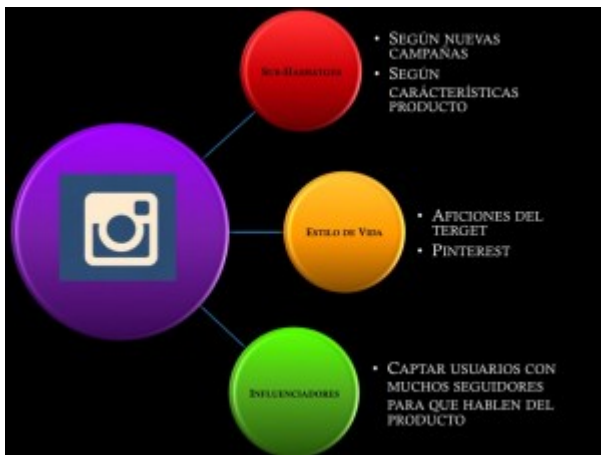 SUB-HASHTAGS
• SEGÚN NUEVAS
CAMPAÑAS
• SEGÚN
CARÁCTERÍSTICAS
PRODUCTO
ESTILO DE VIDA
• AFICIONES DEL
TERGET
• PINTEREST
INFLUENCIADORES
• CAPTAR USUARIOS CON
MUCHOS SEGUIDORES
PARA QUE HABLEN DEL
PRODUCTO